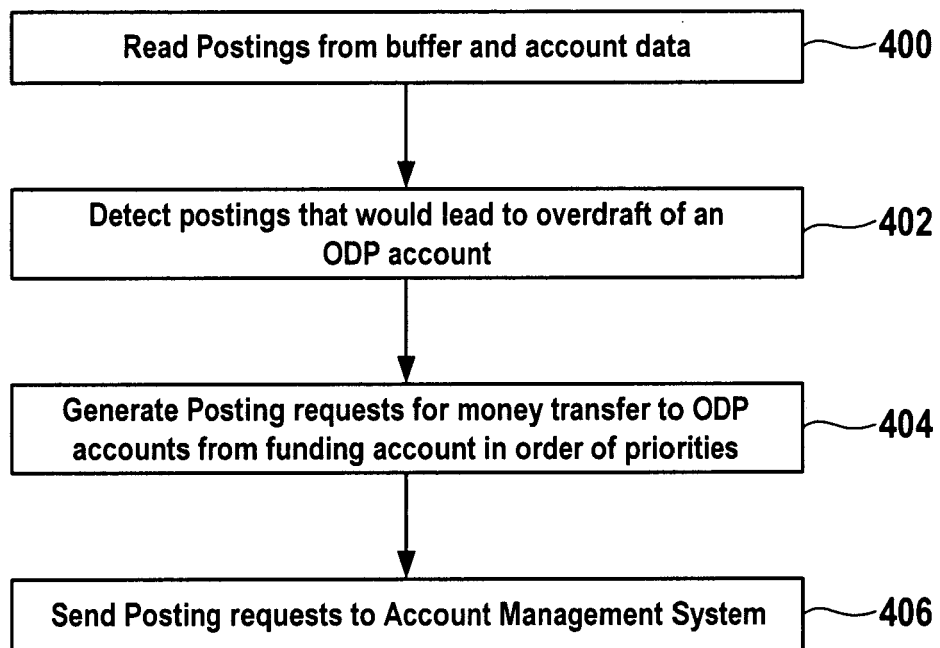 Read Postings from buffer and account data
400
Detect postings that would lead to overdraft of an
ODP account
402
Generate Posting requests for money transfer to ODP
accounts from funding account in order of priorities
404
Send Posting requests to Account Management System
406